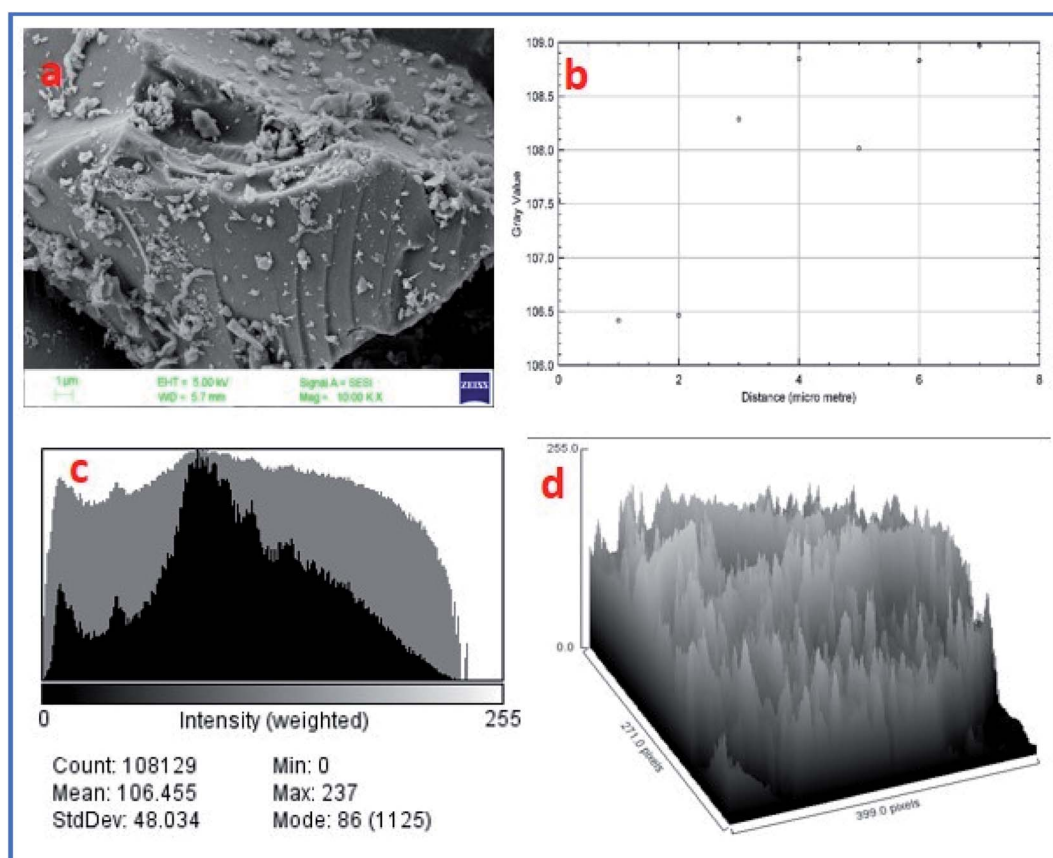 a
1 µm
EHT = 5.00 kV
Signal A = SESI
WD = 5.7 mm
Mag = 10.00 K X
ZEISS
b
109.0
108.5
108.0
107.5
107.0
106.5
106.0
Gray Value
0 2 4 6 8
Distance (micro metre)
c
0 Intensity (weighted) 255
Count: 108129 Min: 0
Mean: 106.455 Max: 237
StdDev: 48.034 Mode: 86 (1125)
d
255.0
0.0
271.0 pixels
399.0 pixels